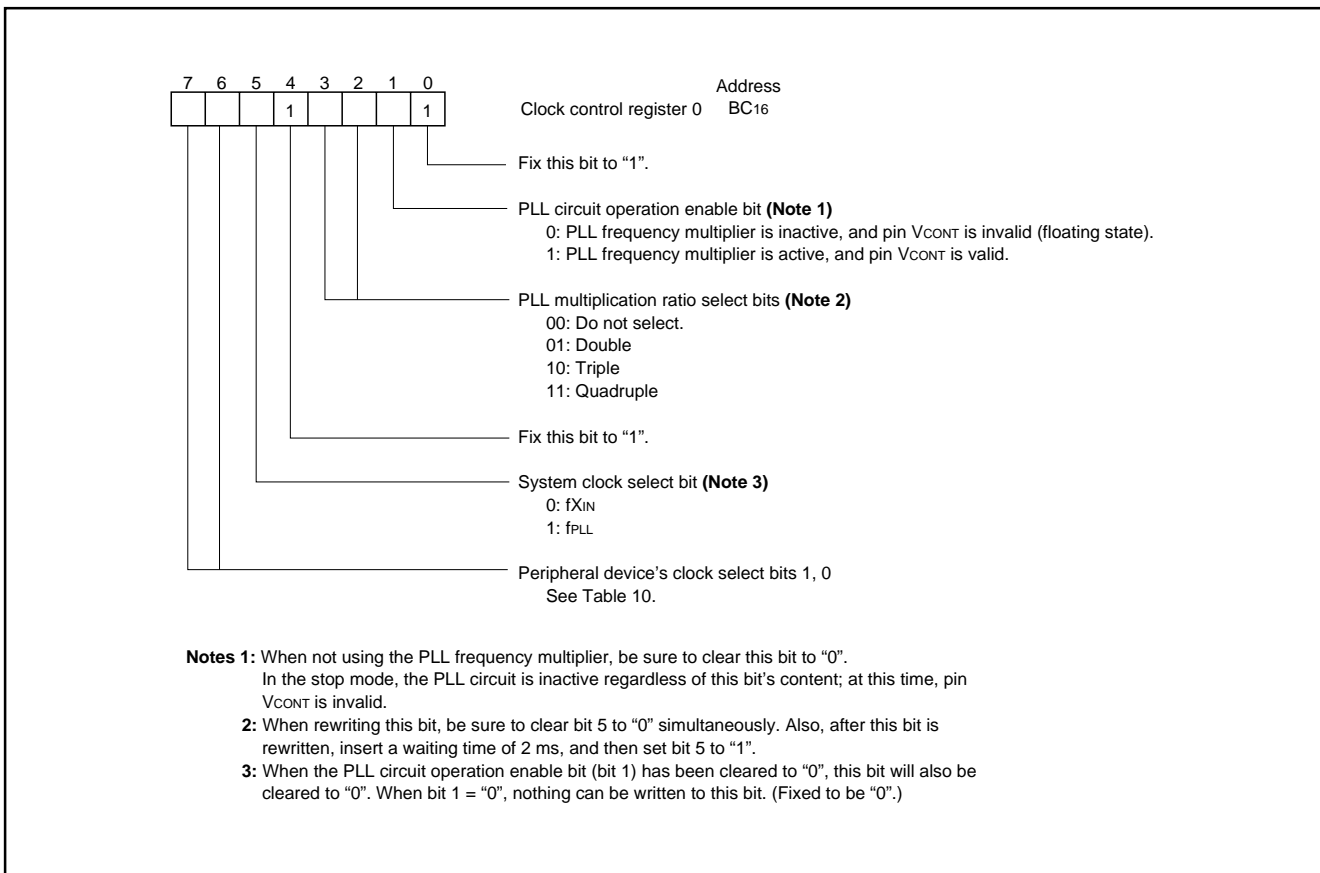 7 6 5 4 3 2 1 0
Address
1 1
Clock control register 0 BC16
Fix this bit to “1”.
PLL circuit operation enable bit (Note 1)
0: PLL frequency multiplier is inactive, and pin VCONT is invalid (floating state).
1: PLL frequency multiplier is active, and pin VCONT is valid.
PLL multiplication ratio select bits (Note 2)
00: Do not select.
01: Double
10: Triple
11: Quadruple
Fix this bit to “1”.
System clock select bit (Note 3)
0: fXIN
1: fPLL
Peripheral device’s clock select bits 1, 0
See Table 10.
Notes 1: When not using the PLL frequency multiplier, be sure to clear this bit to “0”.
In the stop mode, the PLL circuit is inactive regardless of this bit’s content; at this time, pin
VCONT is invalid.
2: When rewriting this bit, be sure to clear bit 5 to “0” simultaneously. Also, after this bit is
rewritten, insert a waiting time of 2 ms, and then set bit 5 to “1”.
3: When the PLL circuit operation enable bit (bit 1) has been cleared to “0”, this bit will also be
cleared to “0”. When bit 1 = “0”, nothing can be written to this bit. (Fixed to be “0”.)